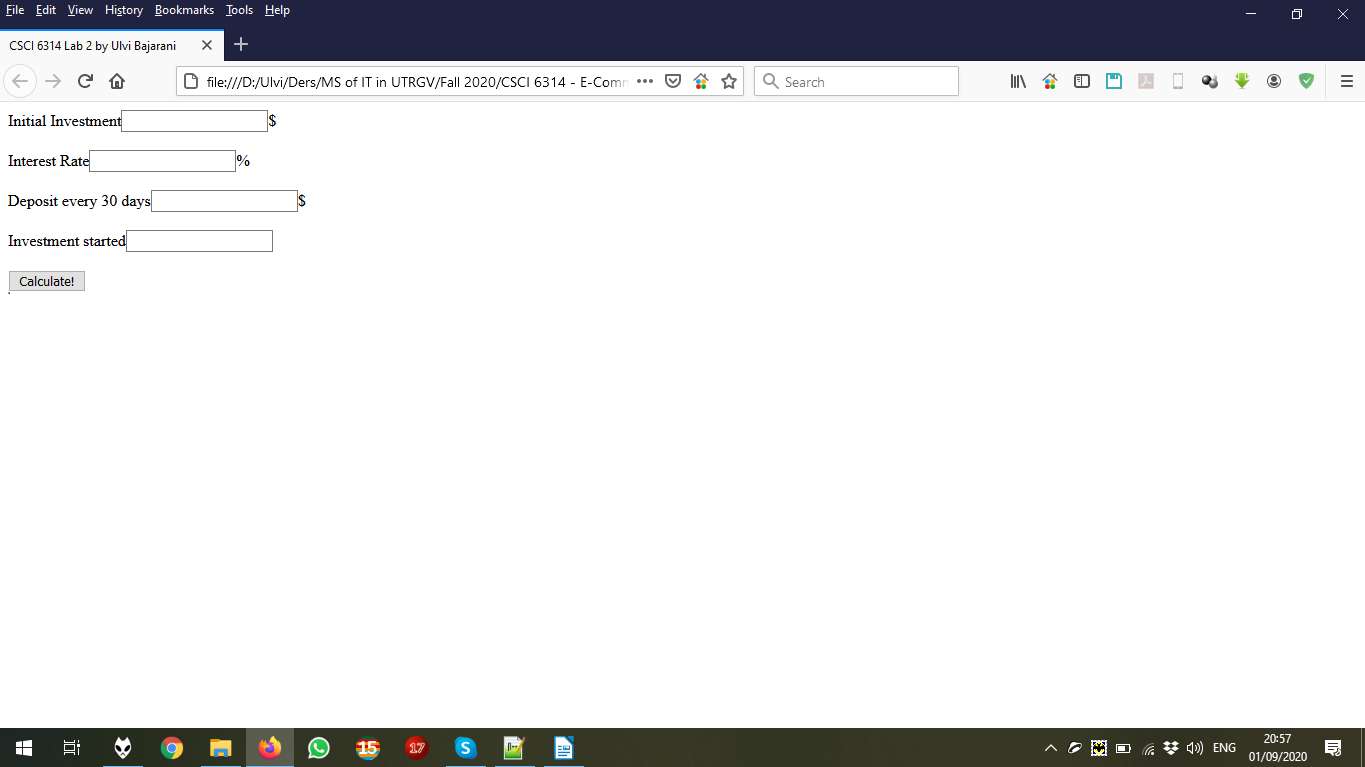 File Edit View History Bookmarks Tools Help
CSCI 6314 Lab 2 by Ulvi Bajarani
file:///D:/Ulvi/Ders/MS of IT in UTRGV/Fall 2020/CSCI 6314 - E-Comm
Search
Initial Investment $
Interest Rate %
Deposit every 30 days $
Investment started
Calculate!
15 17 ENG 20:57
01/09/2020